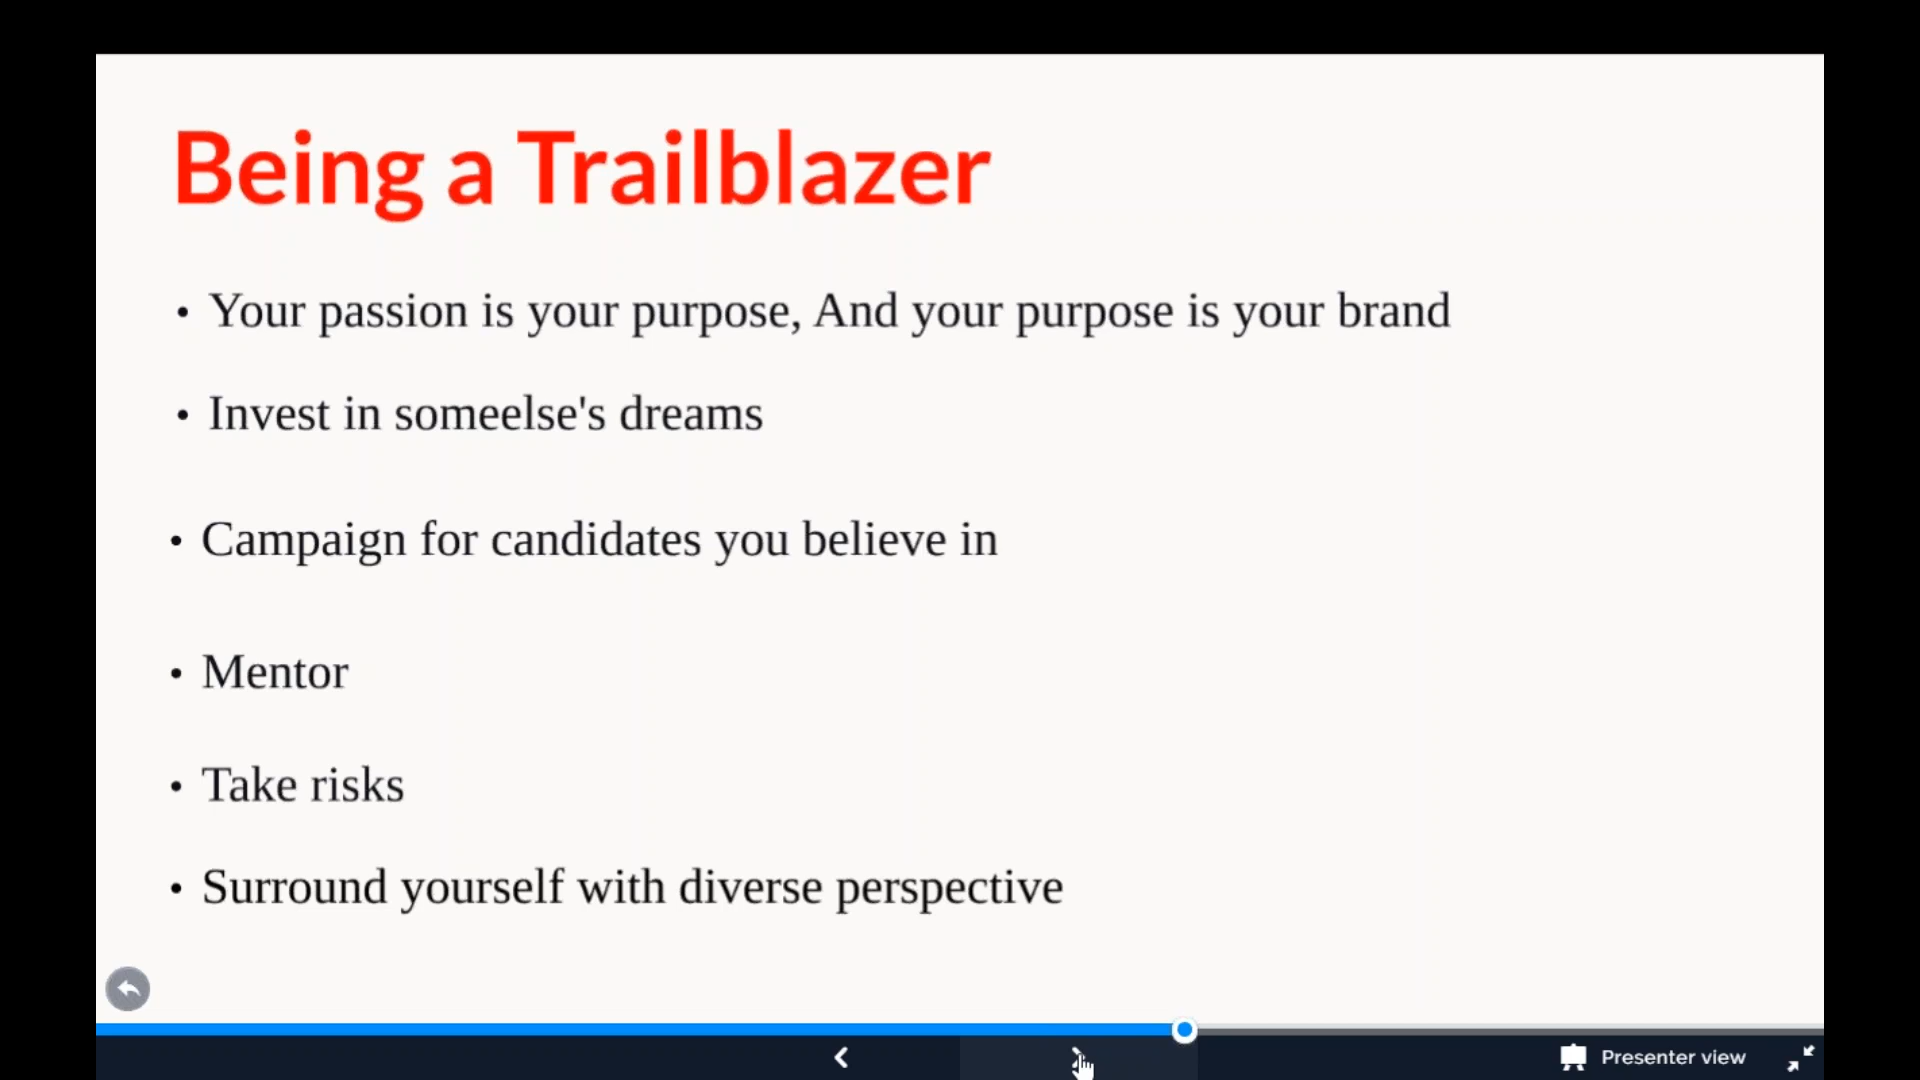 Being a Trailblazer
• Your passion is your purpose, And your purpose is your brand
• Invest in someelse's dreams
• Campaign for candidates you believe in
• Mentor
• Take risks
• Surround yourself with diverse perspective
Presenter view